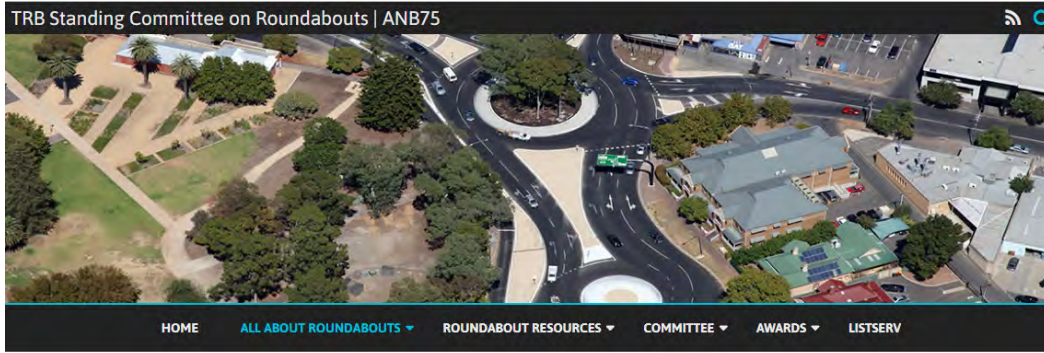 TRB Standing Committee on Roundabouts | ANB75
HOME ALL ABOUT ROUNDABOUTS ROUNDABOUT RESOURCES COMMITTEE AWARDS LISTSERV